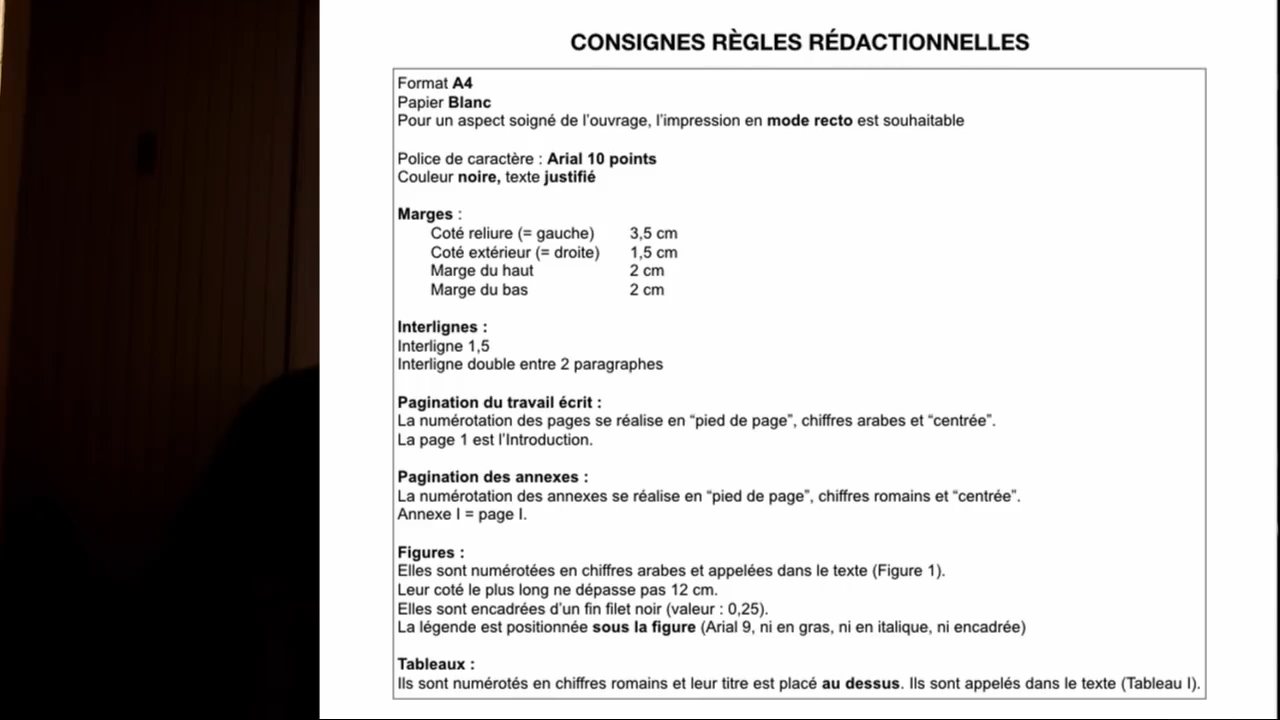 CONSIGNES RÈGLES RÉDACTIONNELLES
Format A4
Papier Blanc
Pour un aspect soigné de l'ouvrage, l'impression en mode recto est souhaitable
Police de caractère : Arial 10 points
Couleur noire, texte justifié
Marges :
Coté reliure (= gauche) 3,5 cm
Coté extérieur (= droite) 1,5 cm
Marge du haut 2 cm
Marge du bas 2 cm
Interlignes :
Interligne 1,5
Interligne double entre 2 paragraphes
Pagination du travail écrit :
La numérotation des pages se réalise en “pied de page”, chiffres arabes et “centrée”.
La page 1 est l'Introduction.
Pagination des annexes :
La numérotation des annexes se réalise en “pied de page”, chiffres romains et “centrée”.
Annexe I = page I.
Figures :
Elles sont numérotées en chiffres arabes et appelées dans le texte (Figure 1).
Leur coté le plus long ne dépasse pas 12 cm.
Elles sont encadrées d'un fin filet noir (valeur : 0,25).
La légende est positionnée sous la figure (Arial 9, ni en gras, ni en italique, ni encadrée)
Tableaux :
Ils sont numérotés en chiffres romains et leur titre est placé au dessus. Ils sont appelés dans le texte (Tableau I).